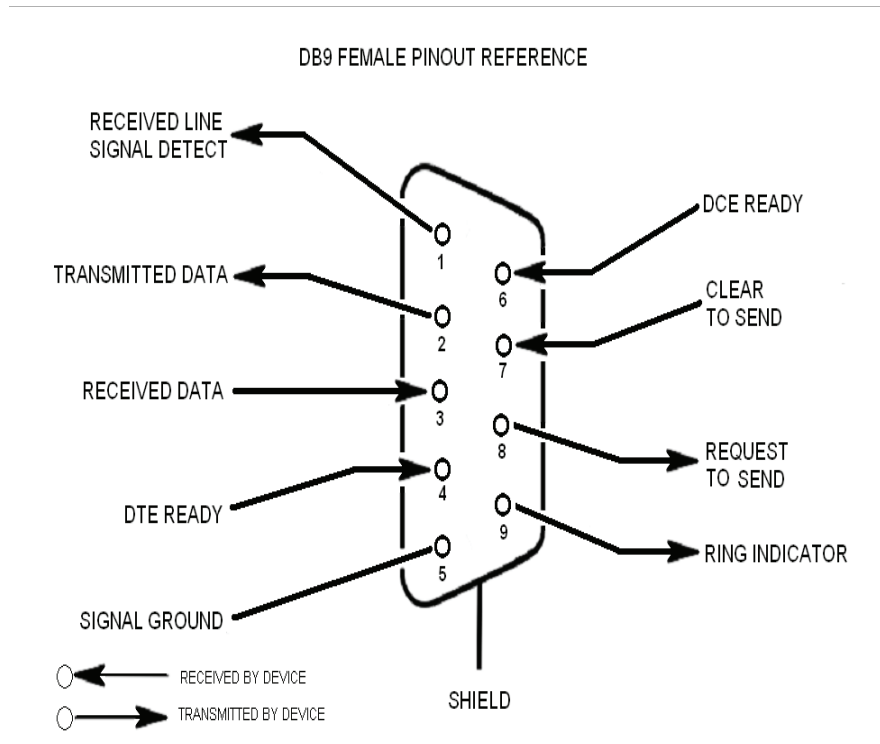 DB9 FEMALE PINOUT REFERENCE
RECEIVED LINE
SIGNAL DETECT
TRANSMITTED DATA
RECEIVED DATA
DTE READY
SIGNAL GROUND
1
2
3
4
5
6
7
8
9
DCE READY
CLEAR
TO SEND
REQUEST
TO SEND
RING INDICATOR
SHIELD
RECEIVED BY DEVICE
TRANSMITTED BY DEVICE